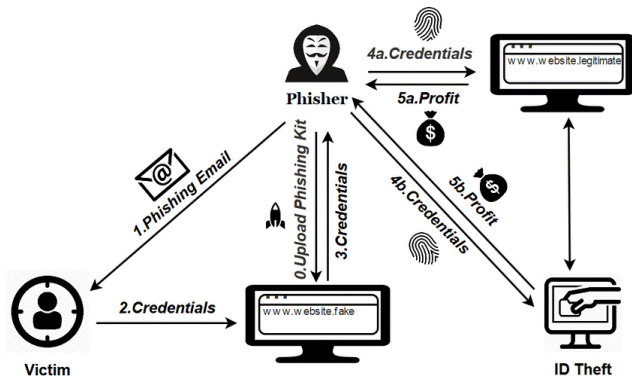 4a.Credentials
www.website.legitimate
Phisher
5a.Profit
$
@
1.Phishing Email
0.Upload Phishing Kit
3.Credentials
4b.Credentials
5b.Profit
$
2.Credentials
www.website.fake
Victim
ID Theft